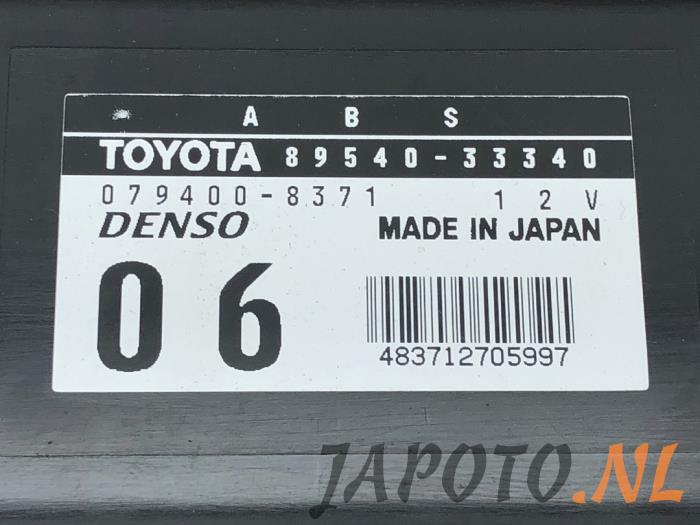 A B S
TOYOTA 89540-33340
079400-8371 12V
DENSO MADE IN JAPAN
06
483712705997
JAPOTO.NL